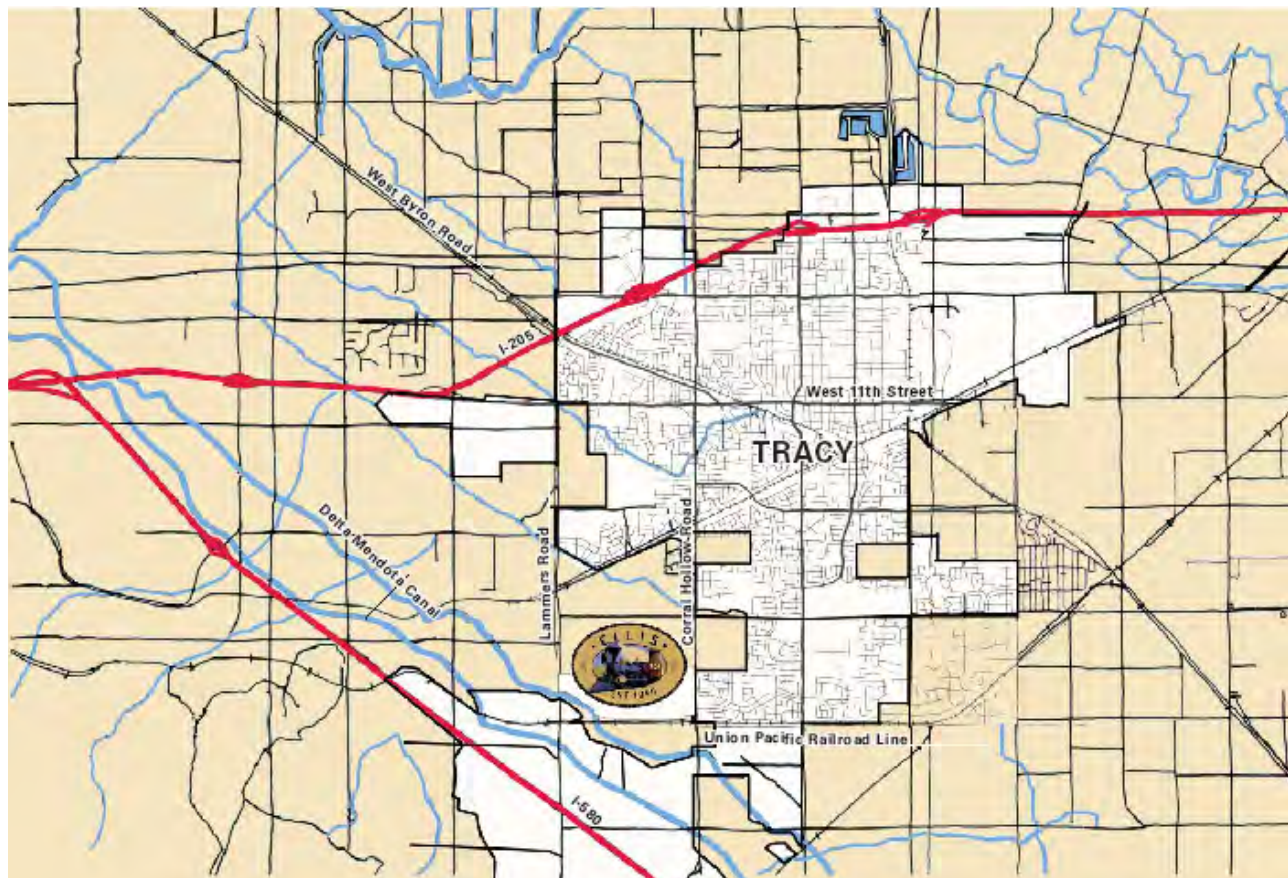 West Byron Road
I-205
West 11th Street
TRACY
Delta Mendota Canal
Lammers Road
Corral Hollow Road
ELLIS
Union Pacific Railroad Line
I-580